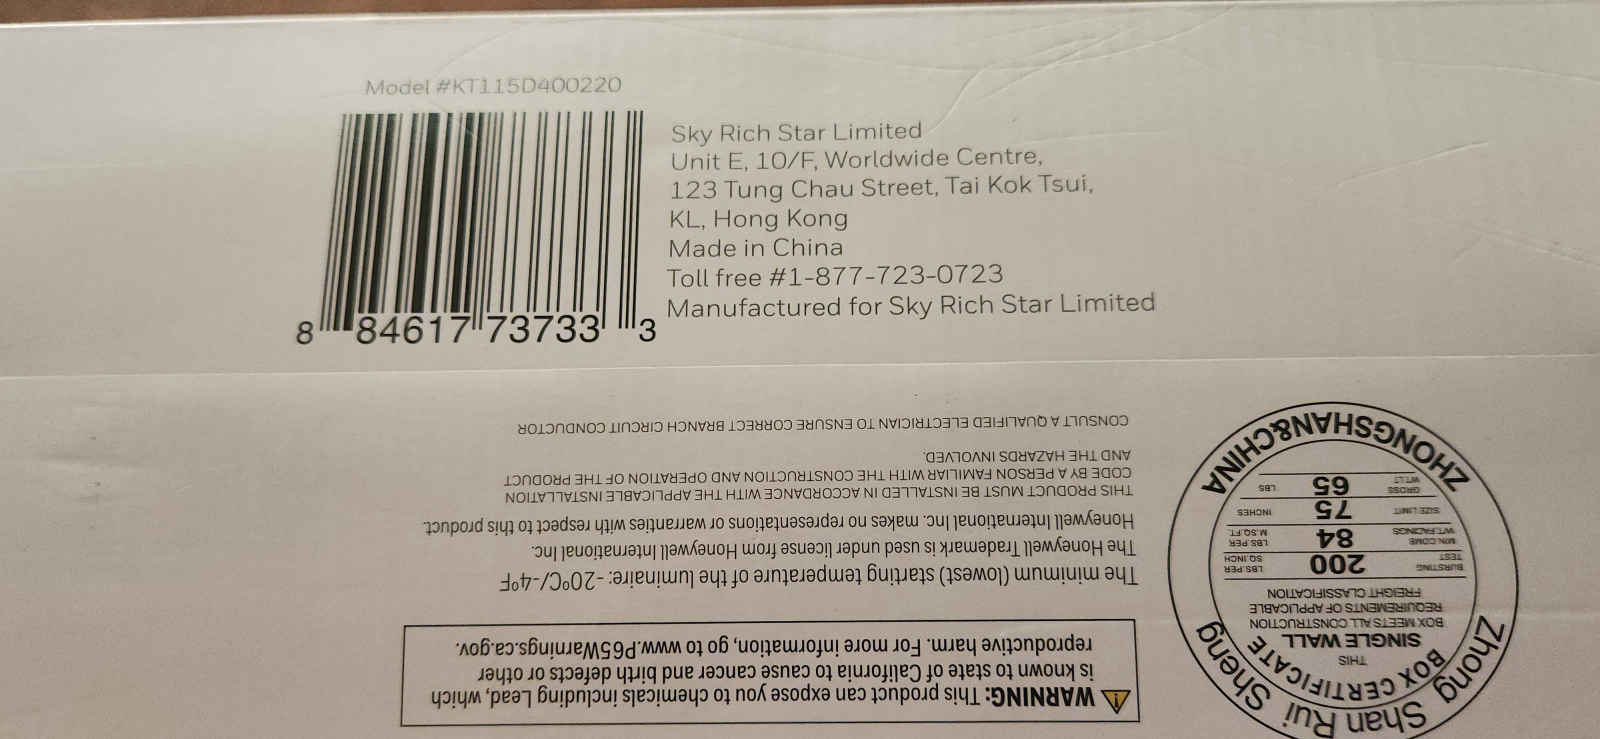 Model #KT115D400220
8 84617 73733 3
Sky Rich Star Limited
Unit E, 10/F, Worldwide Centre,
123 Tung Chau Street, Tai Kok Tsui,
KL, Hong Kong
Made in China
Toll free #1-877-723-0723
Manufactured for Sky Rich Star Limited
WARNING: This product can expose you to chemicals including Lead, which
is known to state of California to cause cancer and birth defects or other
reproductive harm. For more information, go to www.P65Warnings.ca.gov.
The minimum (lowest) starting temperature of the luminaire: -20ºC/-4ºF
The Honeywell Trademark is used under license from Honeywell International Inc.
Honeywell International Inc. makes no representations or warranties with respect to this product.
THIS PRODUCT MUST BE INSTALLED IN ACCORDANCE WITH THE APPLICABLE INSTALLATION
CODE BY A PERSON FAMILIAR WITH THE CONSTRUCTION AND OPERATION OF THE PRODUCT
AND THE HAZARDS INVOLVED.
CONSULT A QUALIFIED ELECTRICIAN TO ENSURE CORRECT BRANCH CIRCUIT CONDUCTOR
Zhong Shan Rui Sheng
BOX CERTIFICATE
THIS
SINGLE WALL
BOX MEETS ALL CONSTRUCTION
REQUIREMENTS OF APPLICABLE
FREIGHT CLASSIFICATION
BURSTING TEST 200 LBS.PER SQ.INCH
MIN.COMB WT.FACINGS 84 LBS.PER M.SQ.FT.
SIZE LIMIT 75 INCHES
GROSS WT.LT 65 LBS
ZHONGSHAN&CHINA